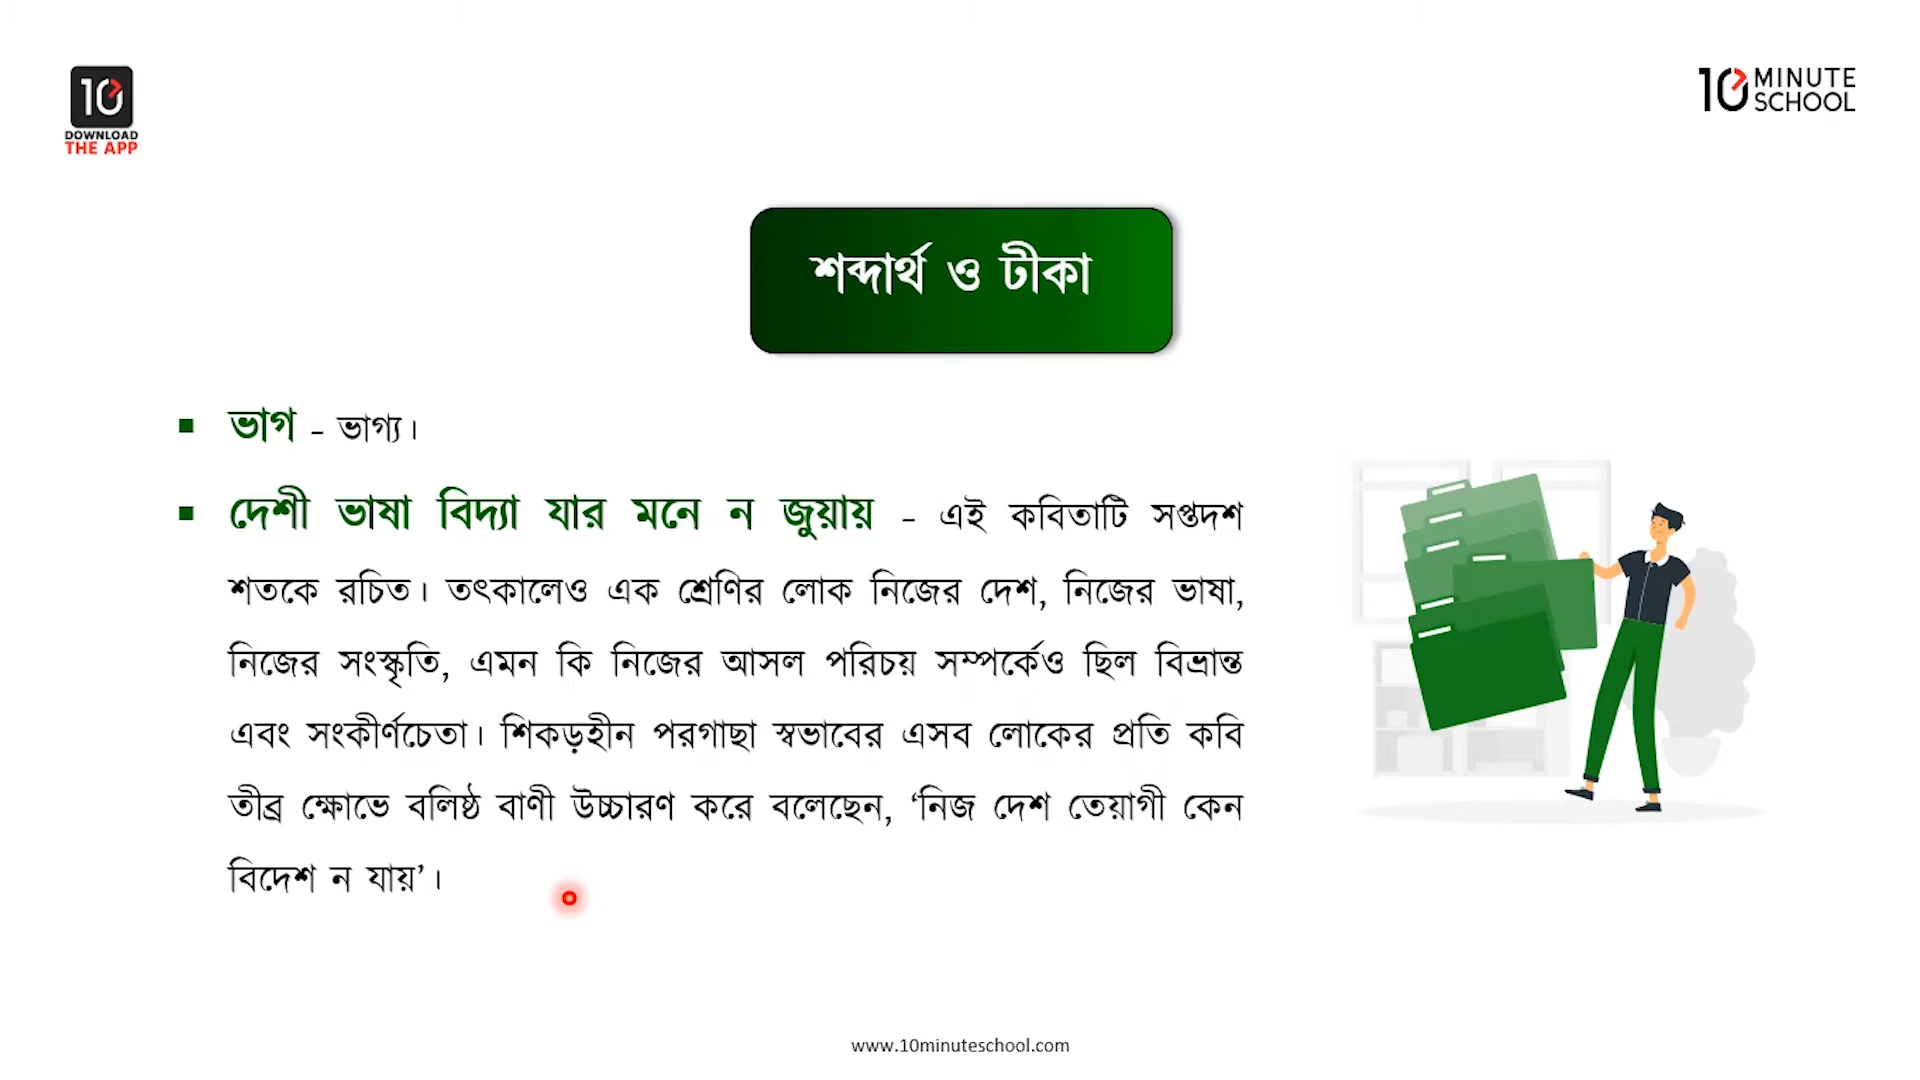 10
DOWNLOAD
THE APP
10 MINUTE
SCHOOL
শব্দার্থ ও টীকা
▪ ভাগ – ভাগ্য।
▪ দেশী ভাষা বিদ্যা যার মনে ন জুয়ায় – এই কবিতাটি সপ্তদশ
শতকে রচিত। তৎকালেও এক শ্রেণির লোক নিজের দেশ, নিজের ভাষা,
নিজের সংস্কৃতি, এমন কি নিজের আসল পরিচয় সম্পর্কেও ছিল বিভ্রান্ত
এবং সংকীর্ণচেতা। শিকড়হীন পরগাছা স্বভাবের এসব লোকের প্রতি কবি
তীব্র ক্ষোভে বলিষ্ঠ বাণী উচ্চারণ করে বলেছেন, ‘নিজ দেশ তেয়াগী কেন
বিদেশ ন যায়’।
www.10minuteschool.com